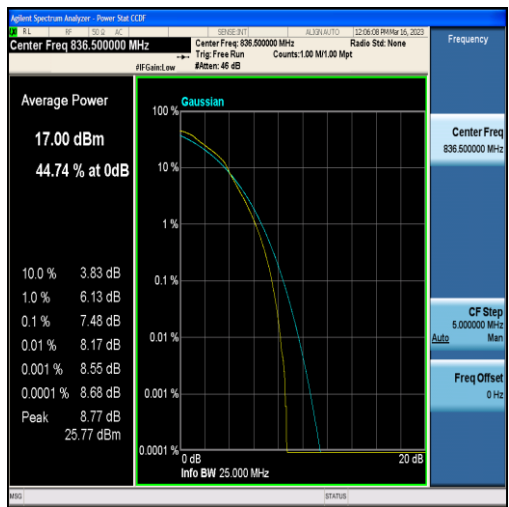 Agilent Spectrum Analyzer - Power Stat CCDF
RL RF 50 Ω AC SENSE:INT ALIGN AUTO 12:06:08 PM Mar 16, 2023
Center Freq 836.500000 MHz
Center Freq: 836.500000 MHz Radio Std: None
Trig: Free Run Counts:1.00 M/1.00 Mpt
#IFGain:Low #Atten: 46 dB
Frequency
Average Power
17.00 dBm
44.74 % at 0dB
10.0 % 3.83 dB
1.0 % 6.13 dB
0.1 % 7.48 dB
0.01 % 8.17 dB
0.001 % 8.55 dB
0.0001 % 8.68 dB
Peak 8.77 dB
25.77 dBm
Gaussian
100 %
10 %
1 %
0.1 %
0.01 %
0.001 %
0.0001 %
0 dB 20 dB
Info BW 25.000 MHz
Center Freq
836.500000 MHz
CF Step
5.000000 MHz
Auto Man
Freq Offset
0 Hz
MSG STATUS